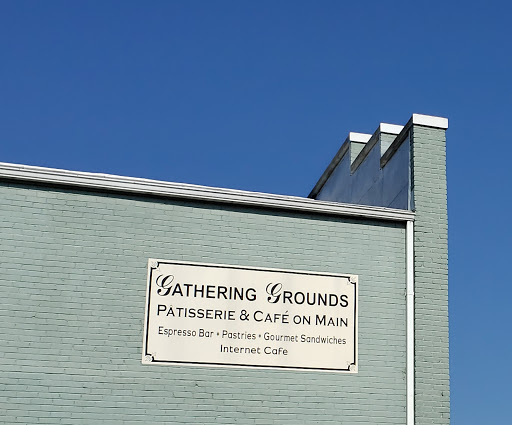 Gathering Grounds
Pâtisserie & Café on Main
Espresso Bar • Pastries • Gourmet Sandwiches
Internet Cafe